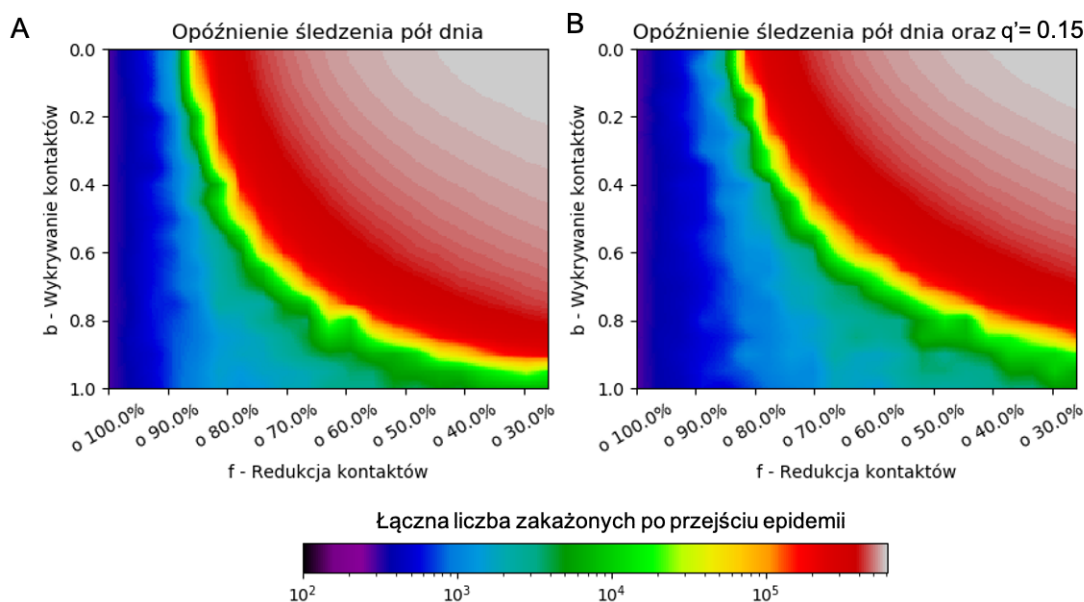 A
Opóźnienie śledzenia pół dnia
0.0
0.2
0.4
0.6
0.8
1.0
b - Wykrywanie kontaktów
o 100.0%
o 90.0%
o 80.0%
o 70.0%
o 60.0%
o 50.0%
o 40.0%
o 30.0%
f - Redukcja kontaktów
B
Opóźnienie śledzenia pół dnia oraz q'= 0.15
0.0
0.2
0.4
0.6
0.8
1.0
b - Wykrywanie kontaktów
o 100.0%
o 90.0%
o 80.0%
o 70.0%
o 60.0%
o 50.0%
o 40.0%
o 30.0%
f - Redukcja kontaktów
Łączna liczba zakażonych po przejściu epidemii
10² 10³ 10⁴ 10⁵